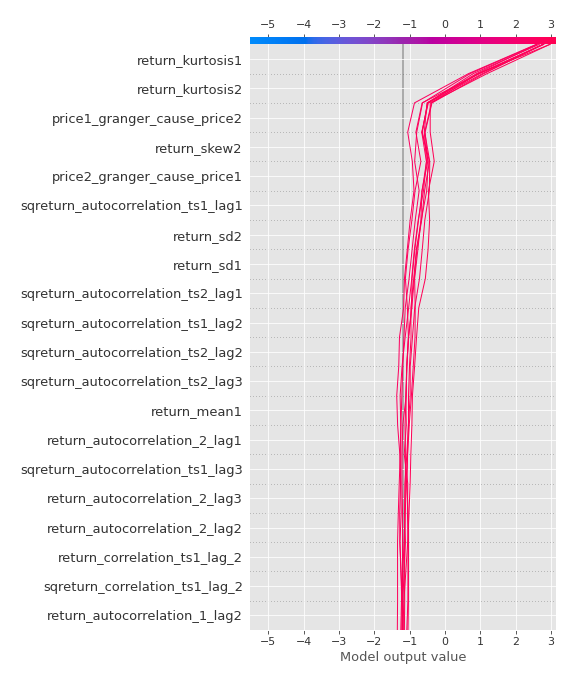 −5 −4 −3 −2 −1 0 1 2 3
return_kurtosis1
return_kurtosis2
price1_granger_cause_price2
return_skew2
price2_granger_cause_price1
sqreturn_autocorrelation_ts1_lag1
return_sd2
return_sd1
sqreturn_autocorrelation_ts2_lag1
sqreturn_autocorrelation_ts1_lag2
sqreturn_autocorrelation_ts2_lag2
sqreturn_autocorrelation_ts2_lag3
return_mean1
return_autocorrelation_2_lag1
sqreturn_autocorrelation_ts1_lag3
return_autocorrelation_2_lag3
return_autocorrelation_2_lag2
return_correlation_ts1_lag_2
sqreturn_correlation_ts1_lag_2
return_autocorrelation_1_lag2
−5 −4 −3 −2 −1 0 1 2 3
Model output value